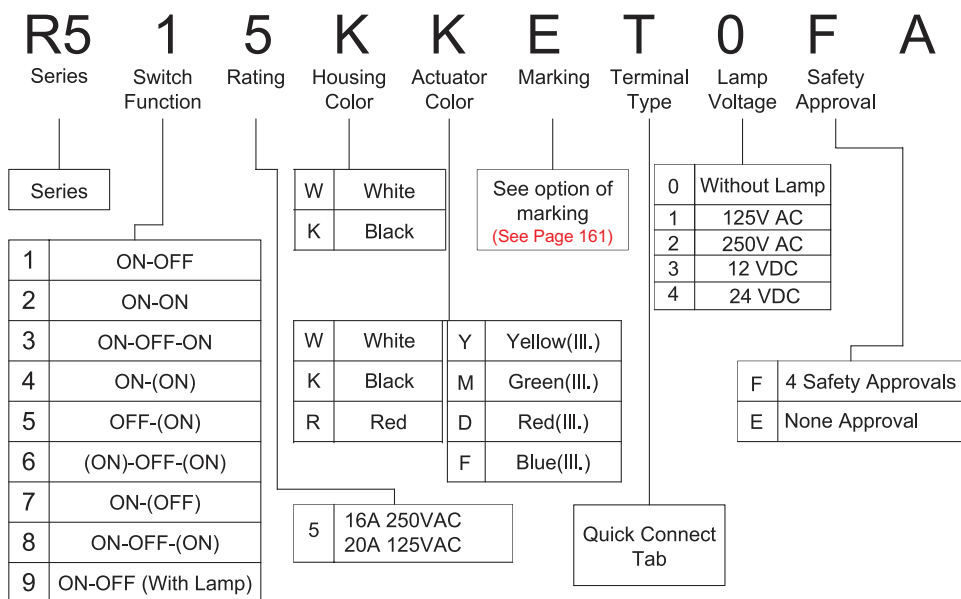 R5 1 5 K K E T 0 F A
Series Switch Function Rating Housing Color Actuator Color Marking Terminal Type Lamp Voltage Safety Approval
Series
1 ON-OFF
2 ON-ON
3 ON-OFF-ON
4 ON-(ON)
5 OFF-(ON)
6 (ON)-OFF-(ON)
7 ON-(OFF)
8 ON-OFF-(ON)
9 ON-OFF (With Lamp)
5 16A 250VAC
20A 125VAC
W White
K Black
W White
K Black
R Red
Y Yellow(Ill.)
M Green(Ill.)
D Red(Ill.)
F Blue(Ill.)
See option of
marking
(See Page 161)
Quick Connect
Tab
0 Without Lamp
1 125V AC
2 250V AC
3 12 VDC
4 24 VDC
F 4 Safety Approvals
E None Approval